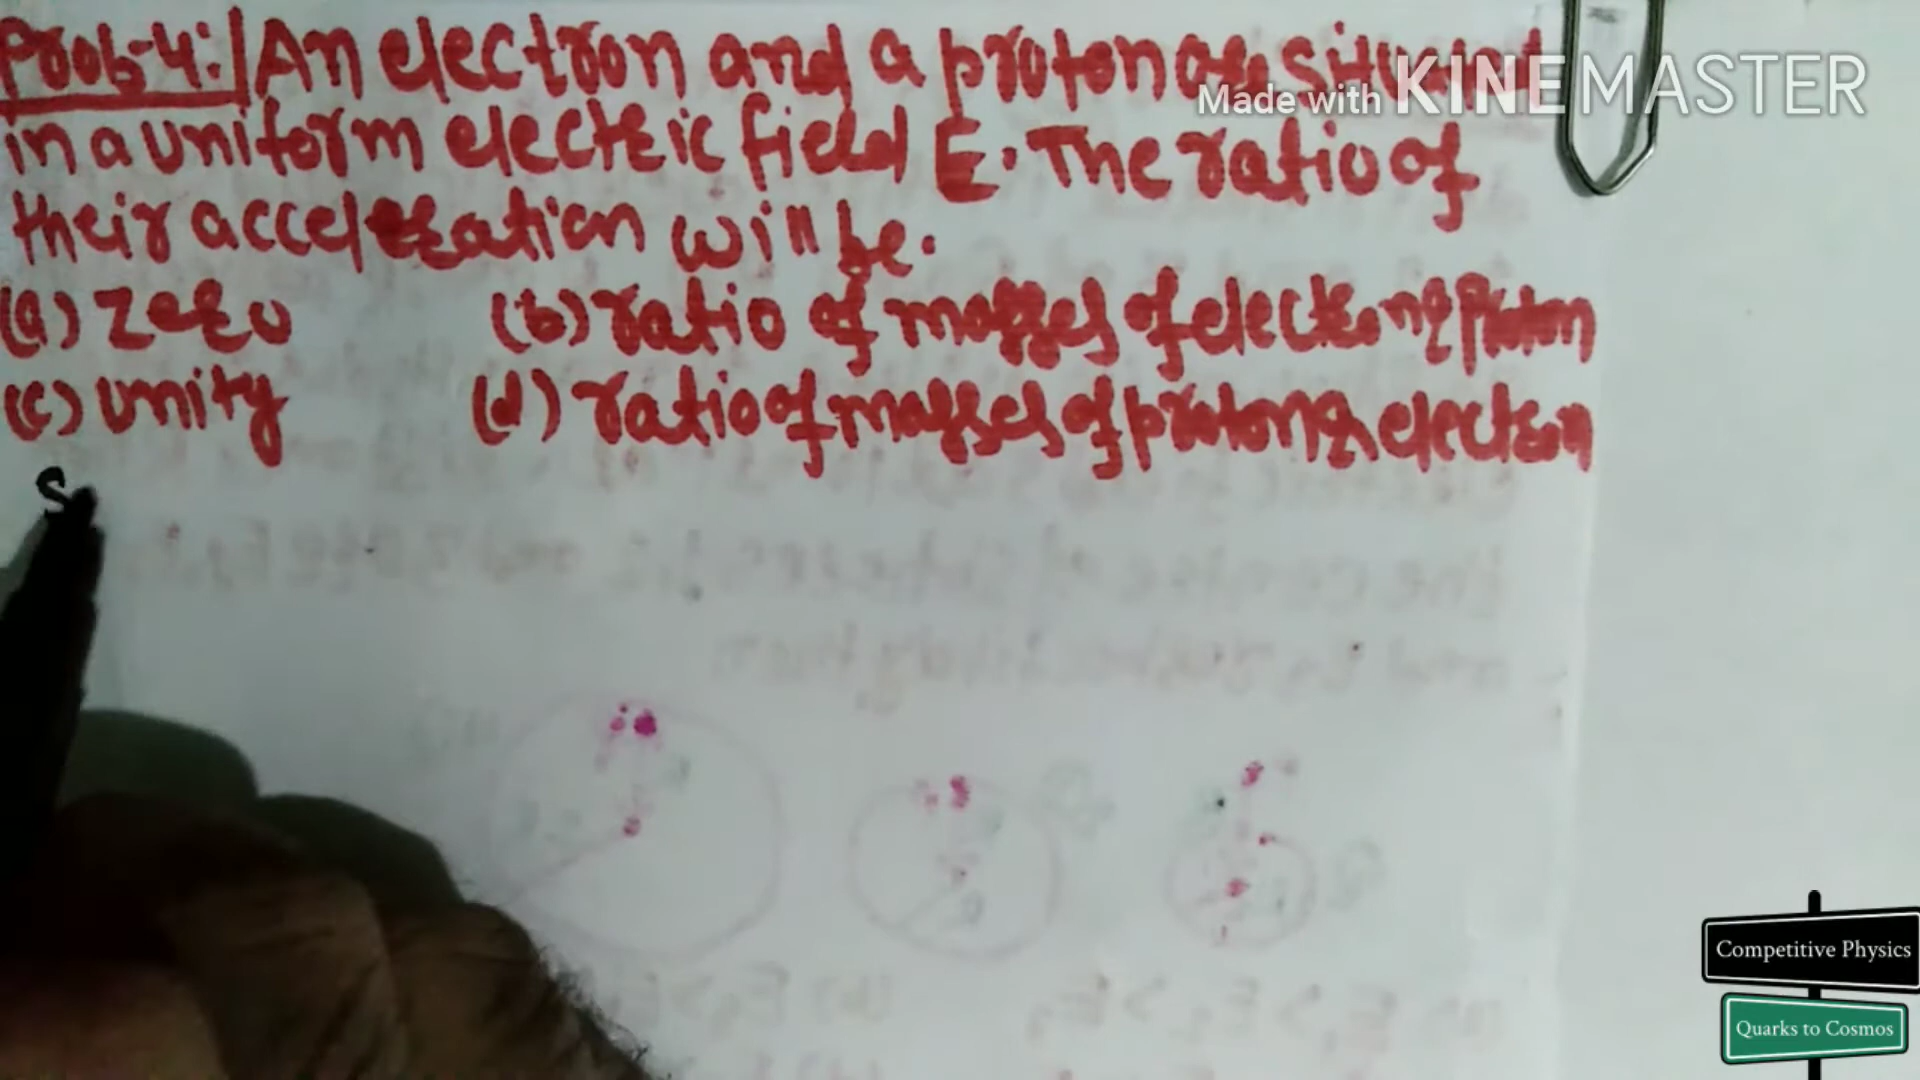 Prob-4:| An electron and a proton are situated
Made with KINEMASTER
in a uniform electric field E. The ratio of
their acceleration will be.
(a) Zero (b) ratio of masses of electron & proton
(c) Unity (d) ratio of masses of proton & electron
S
Competitive Physics
Quarks to Cosmos